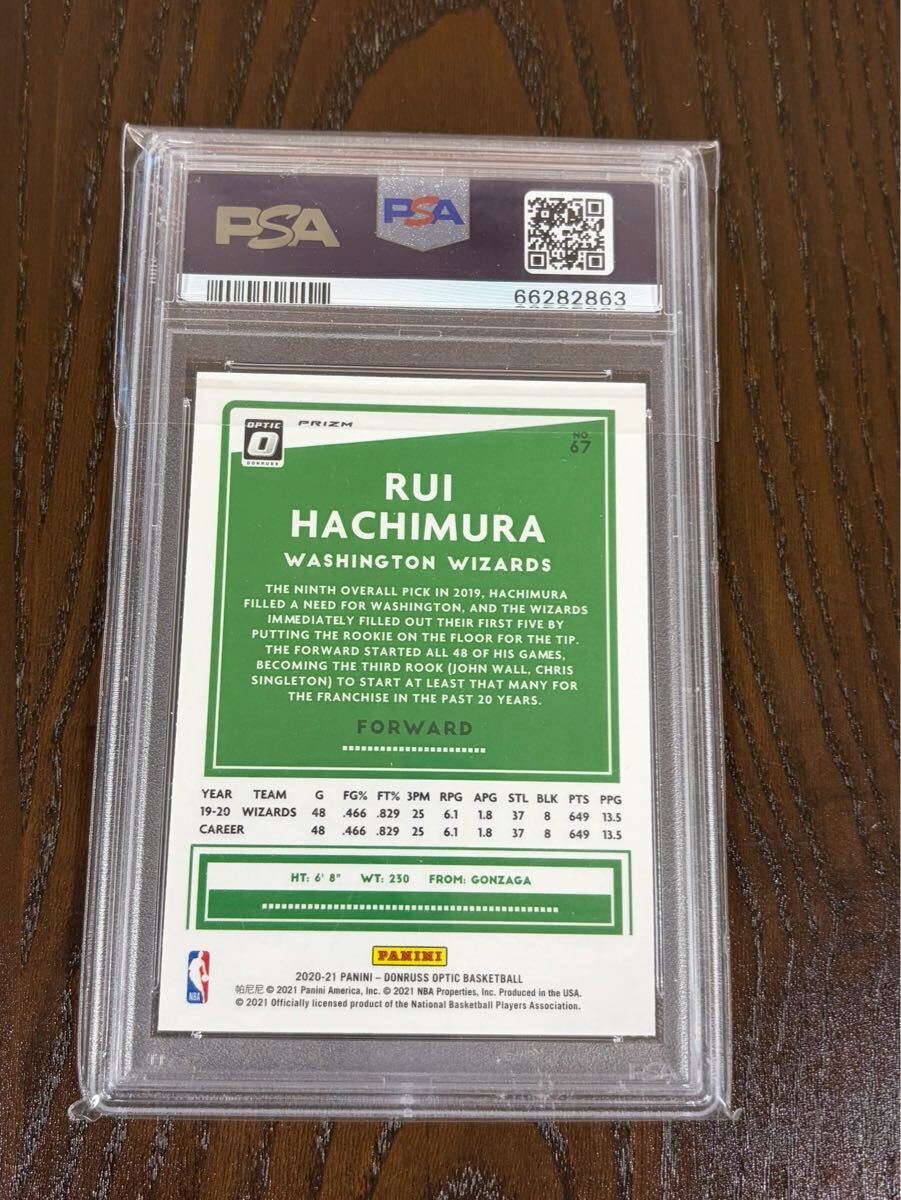 PSA
PSA
66282863
OPTIC
DONRUSS
PRIZM
NO.
67
RUI
HACHIMURA
WASHINGTON WIZARDS
THE NINTH OVERALL PICK IN 2019, HACHIMURA
FILLED A NEED FOR WASHINGTON, AND THE WIZARDS
IMMEDIATELY FILLED OUT THEIR FIRST FIVE BY
PUTTING THE ROOKIE ON THE FLOOR FOR THE TIP.
THE FORWARD STARTED ALL 48 OF HIS GAMES,
BECOMING THE THIRD ROOK (JOHN WALL, CHRIS
SINGLETON) TO START AT LEAST THAT MANY FOR
THE FRANCHISE IN THE PAST 20 YEARS.
FORWARD
YEAR TEAM G FG% FT% 3PM RPG APG STL BLK PTS PPG
19-20 WIZARDS 48 .466 .829 25 6.1 1.8 37 8 649 13.5
CAREER 48 .466 .829 25 6.1 1.8 37 8 649 13.5
HT: 6' 8" WT: 230 FROM: GONZAGA
PANINI
NBA
2020-21 PANINI – DONRUSS OPTIC BASKETBALL
帕尼尼 © 2021 Panini America, Inc. © 2021 NBA Properties, Inc. Produced in the USA.
© 2021 Officially licensed product of the National Basketball Players Association.